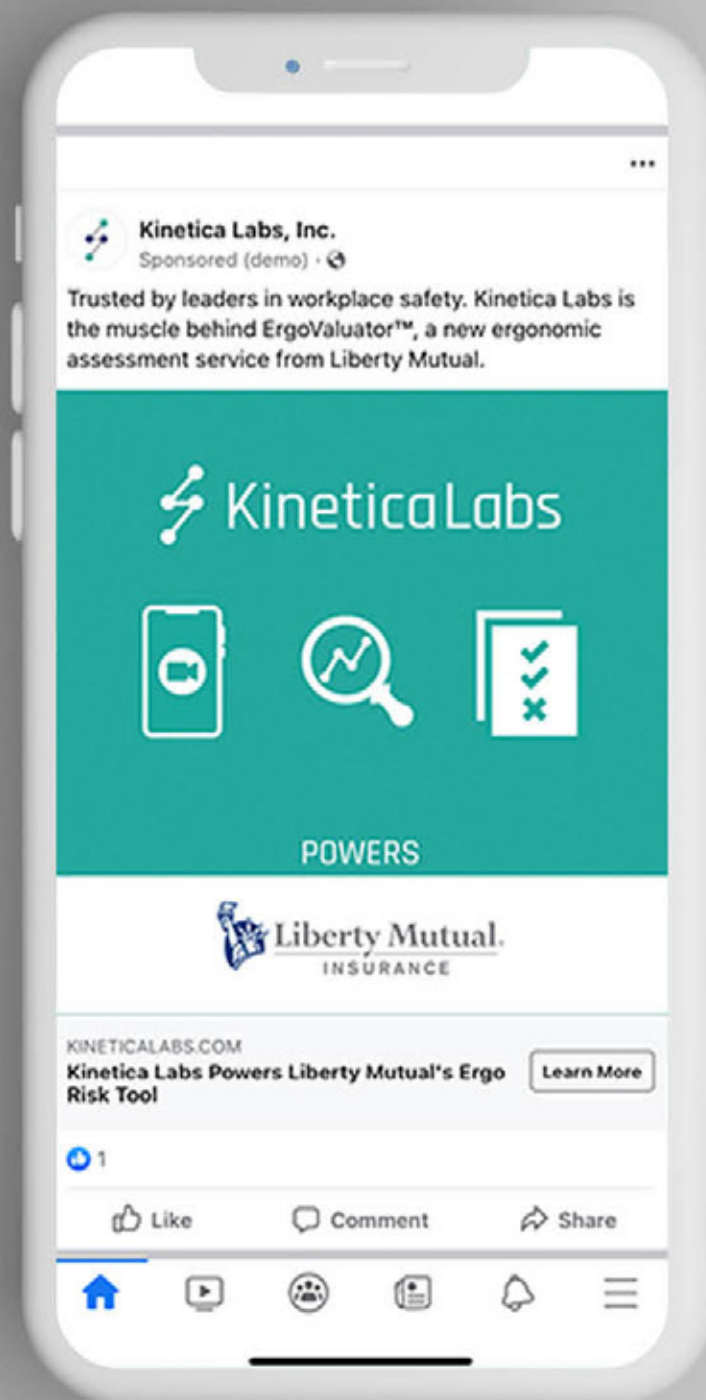 Kinetica Labs, Inc.
Sponsored (demo) ·
Trusted by leaders in workplace safety. Kinetica Labs is
the muscle behind ErgoValuator™, a new ergonomic
assessment service from Liberty Mutual.
KineticaLabs
POWERS
Liberty Mutual.
INSURANCE
KINETICALABS.COM
Kinetica Labs Powers Liberty Mutual's Ergo
Risk Tool
Learn More
1
Like Comment Share